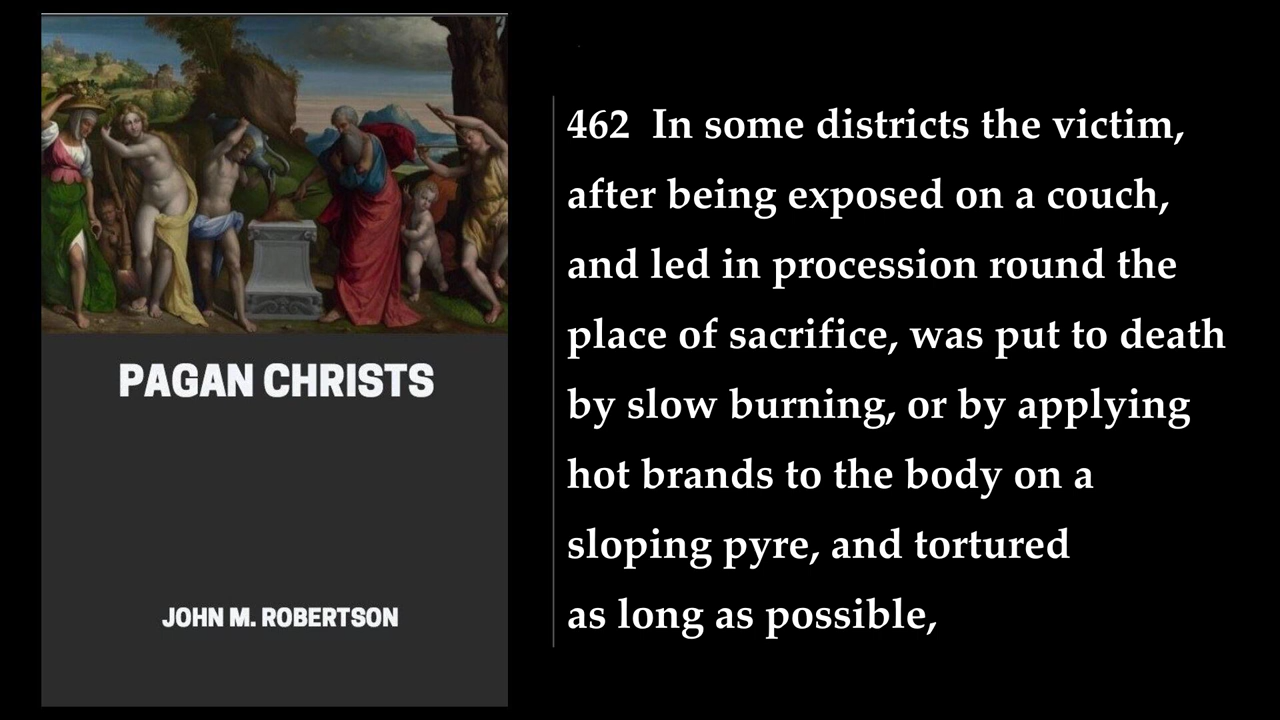 PAGAN CHRISTS
JOHN M. ROBERTSON
462 In some districts the victim,
after being exposed on a couch,
and led in procession round the
place of sacrifice, was put to death
by slow burning, or by applying
hot brands to the body on a
sloping pyre, and tortured
as long as possible,